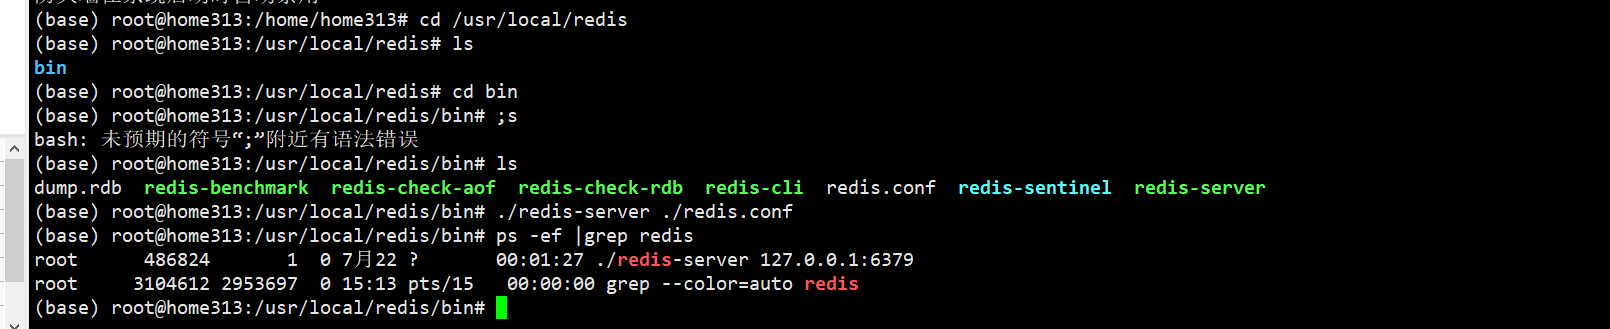 (base) root@home313:/home/home313# cd /usr/local/redis
(base) root@home313:/usr/local/redis# ls
bin
(base) root@home313:/usr/local/redis# cd bin
(base) root@home313:/usr/local/redis/bin# ;s
bash: 未预期的符号“;”附近有语法错误
(base) root@home313:/usr/local/redis/bin# ls
dump.rdb  redis-benchmark  redis-check-aof  redis-check-rdb  redis-cli  redis.conf  redis-sentinel  redis-server
(base) root@home313:/usr/local/redis/bin# ./redis-server ./redis.conf
(base) root@home313:/usr/local/redis/bin# ps -ef |grep redis
root      486824       1  0 7月22 ?       00:01:27 ./redis-server 127.0.0.1:6379
root     3104612 2953697  0 15:13 pts/15   00:00:00 grep --color=auto redis
(base) root@home313:/usr/local/redis/bin#